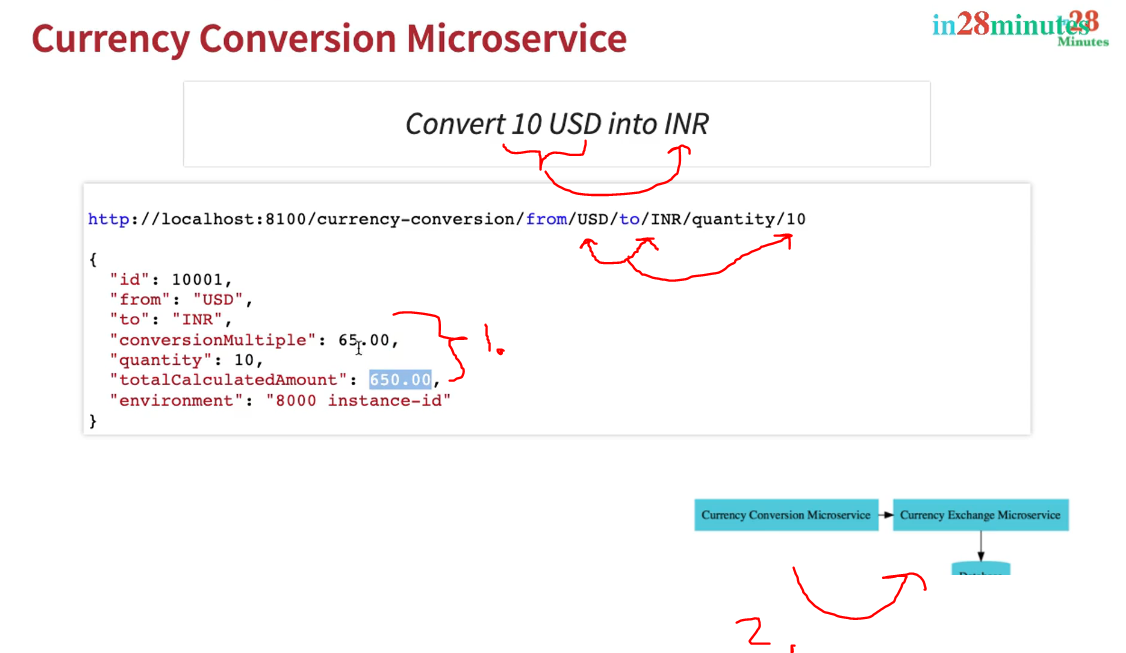 Currency Conversion Microservice
in28minutes
28
Minutes
Convert 10 USD into INR
http://localhost:8100/currency-conversion/from/USD/to/INR/quantity/10
{
"id": 10001,
"from": "USD",
"to": "INR",
"conversionMultiple": 65.00,
"quantity": 10,
"totalCalculatedAmount": 650.00,
"environment": "8000 instance-id"
}
1.
Currency Conversion Microservice
Currency Exchange Microservice
2.